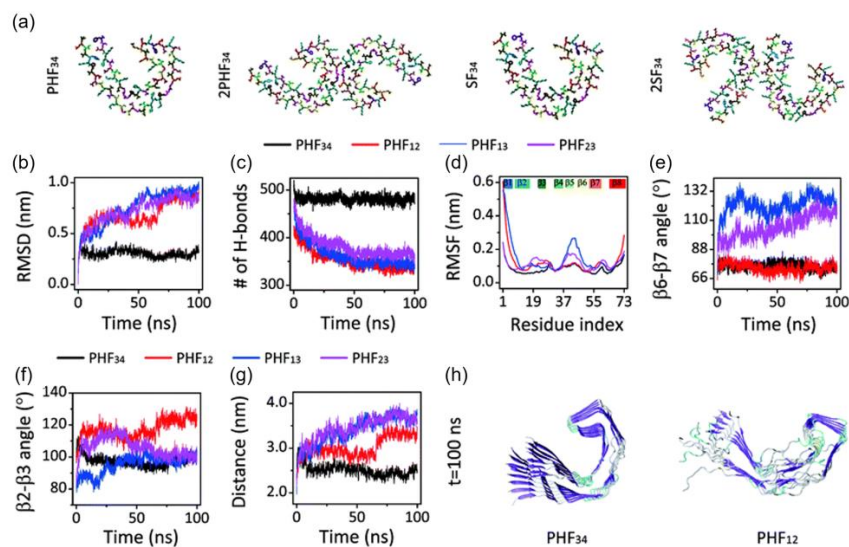 (a)
PHF34
2PHF34
SF34
2SF34
PHF34 PHF12 PHF13 PHF23
(b)
RMSD (nm)
1.0
0.5
0.0
0 50 100
Time (ns)
(c)
# of H-bonds
500
450
400
350
300
0 50 100
Time (ns)
(d)
RMSF (nm)
0.6
0.4
0.2
0.0
β1 β2 β3 β4 β5 β6 β7 β8
1 19 37 55 73
Residue index
(e)
β6-β7 angle (°)
132
110
88
66
0 50 100
Time (ns)
PHF34 PHF12 PHF13 PHF23
(f)
β2-β3 angle (°)
140
120
100
80
0 50 100
Time (ns)
(g)
Distance (nm)
4.0
3.0
2.0
0 50 100
Time (ns)
(h)
t=100 ns
PHF34
PHF12